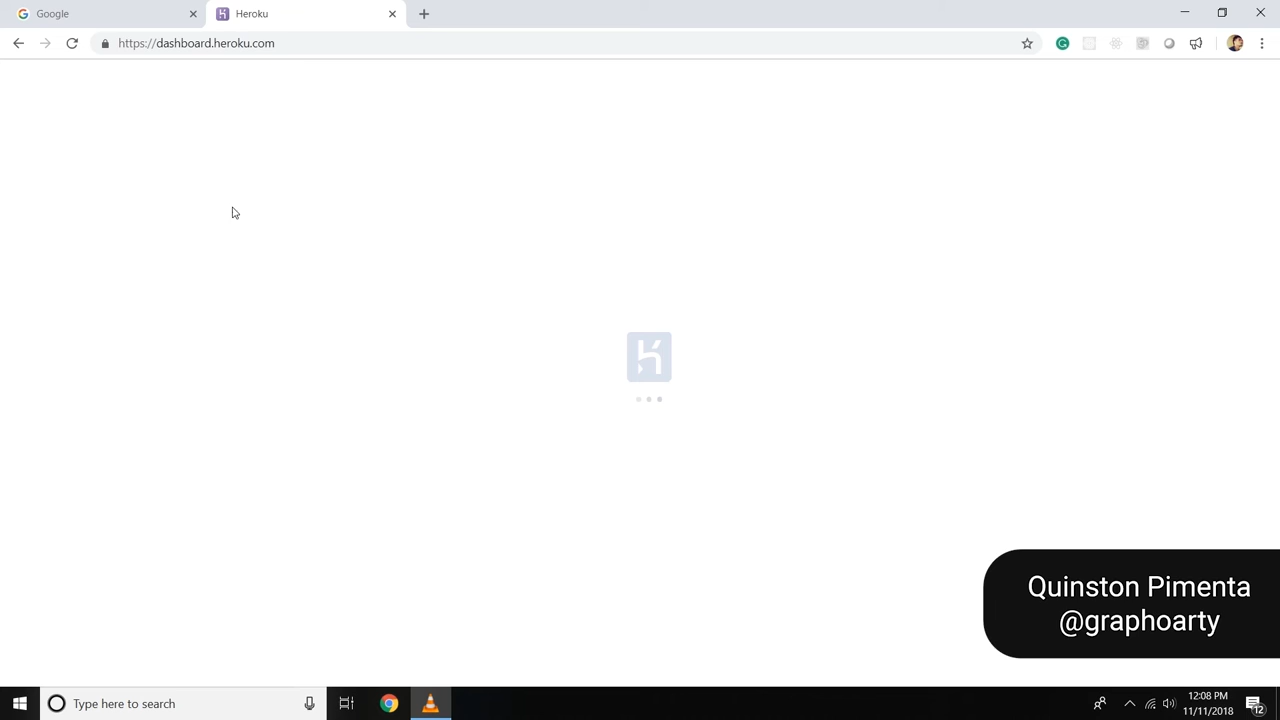 Google
Heroku
https://dashboard.heroku.com
Quinston Pimenta
@graphoarty
Type here to search
12:08 PM
11/11/2018
12